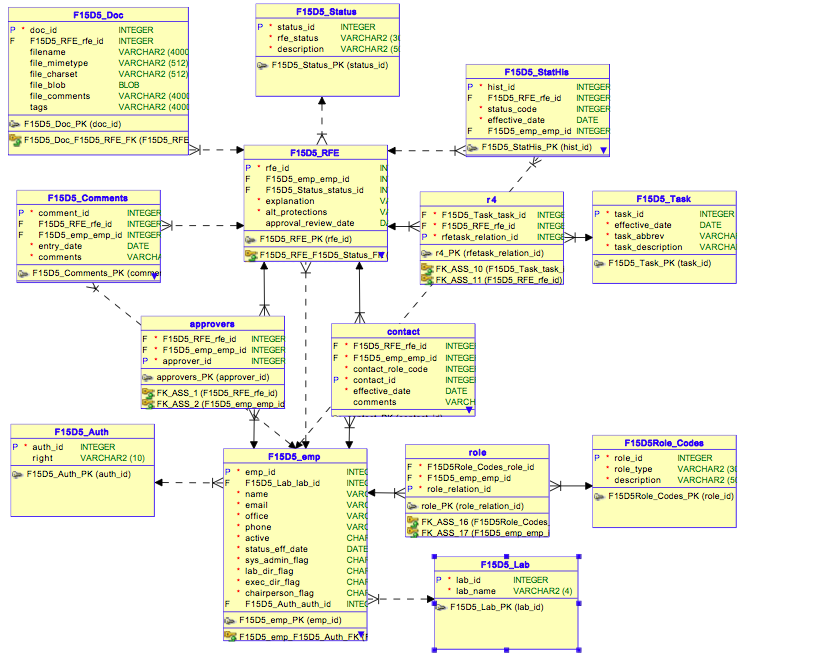 F15D5_Doc
P * doc_id INTEGER
F F15D5_RFE_rfe_id INTEGER
filename VARCHAR2 (4000
file_mimetype VARCHAR2 (512)
file_charset VARCHAR2 (512)
file_blob BLOB
file_comments VARCHAR2 (4000
tags VARCHAR2 (4000
F15D5_Doc_PK (doc_id)
F15D5_Doc_F15D5_RFE_FK (F15D5_RFE
F15D5_Status
P * status_id INTEGER
* rfe_status VARCHAR2 (30
* description VARCHAR2 (50
F15D5_Status_PK (status_id)
F15D5_StatHis
P * hist_id INTEGER
F F15D5_RFE_rfe_id INTEGER
* status_code INTEGER
* effective_date DATE
F F15D5_emp_emp_id INTEGER
F15D5_StatHis_PK (hist_id)
F15D5_RFE
P * rfe_id IN
F F15D5_emp_emp_id IN
F F15D5_Status_status_id IN
* explanation VA
* alt_protections VA
approval_review_date D
F15D5_RFE_PK (rfe_id)
F15D5_RFE_F15D5_Status_F
F15D5_Comments
P * comment_id INTEGER
F * F15D5_RFE_rfe_id INTEGER
F * F15D5_emp_emp_id INTEGER
* entry_date DATE
* comments VARCHA
F15D5_Comments_PK (comme
r4
F * F15D5_Task_task_id INTEGE
F * F15D5_RFE_rfe_id INTEGE
P * rfetask_relation_id INTEGE
r4_PK (rfetask_relation_id)
FK_ASS_10 (F15D5_Task_task_
FK_ASS_11 (F15D5_RFE_rfe_id)
F15D5_Task
P * task_id INTEGER
* effective_date DATE
* task_abbrev VARCHA
* task_description VARCHA
F15D5_Task_PK (task_id)
approvers
F * F15D5_RFE_rfe_id INTEGER
F * F15D5_emp_emp_id INTEGER
P * approver_id INTEGER
approvers_PK (approver_id)
FK_ASS_1 (F15D5_RFE_rfe_id)
FK_ASS_2 (F15D5_emp_emp_id
contact
F * F15D5_RFE_rfe_id INTEGE
F * F15D5_emp_emp_id INTEGE
* contact_role_code INTEGE
P * contact_id INTEGE
* effective_date DATE
comments VARCH
F15D5_Auth
P * auth_id INTEGER
right VARCHAR2 (10)
F15D5_Auth_PK (auth_id)
F15D5_emp
P * emp_id INTEG
F * F15D5_Lab_lab_id INTEG
* name VARC
* email VARC
* office VARC
* phone VARC
* active CHAR
* status_eff_date DATE
* sys_admin_flag CHAR
* lab_dir_flag CHAR
* exec_dir_flag CHAR
* chairperson_flag CHAR
F F15D5_Auth_auth_id INTEG
F15D5_emp_PK (emp_id)
F15D5_emp_F15D5_Auth_FK
role
F * F15D5Role_Codes_role_id
F * F15D5_emp_emp_id
P * role_relation_id
role_PK (role_relation_id)
FK_ASS_16 (F15D5Role_Codes_
FK_ASS_17 (F15D5_emp_emp_i
F15D5Role_Codes
P * role_id INTEGER
* role_type VARCHAR2 (30
* description VARCHAR2 (50
F15D5Role_Codes_PK (role_id)
F15D5_Lab
P * lab_id INTEGER
* lab_name VARCHAR2 (4)
F15D5_Lab_PK (lab_id)